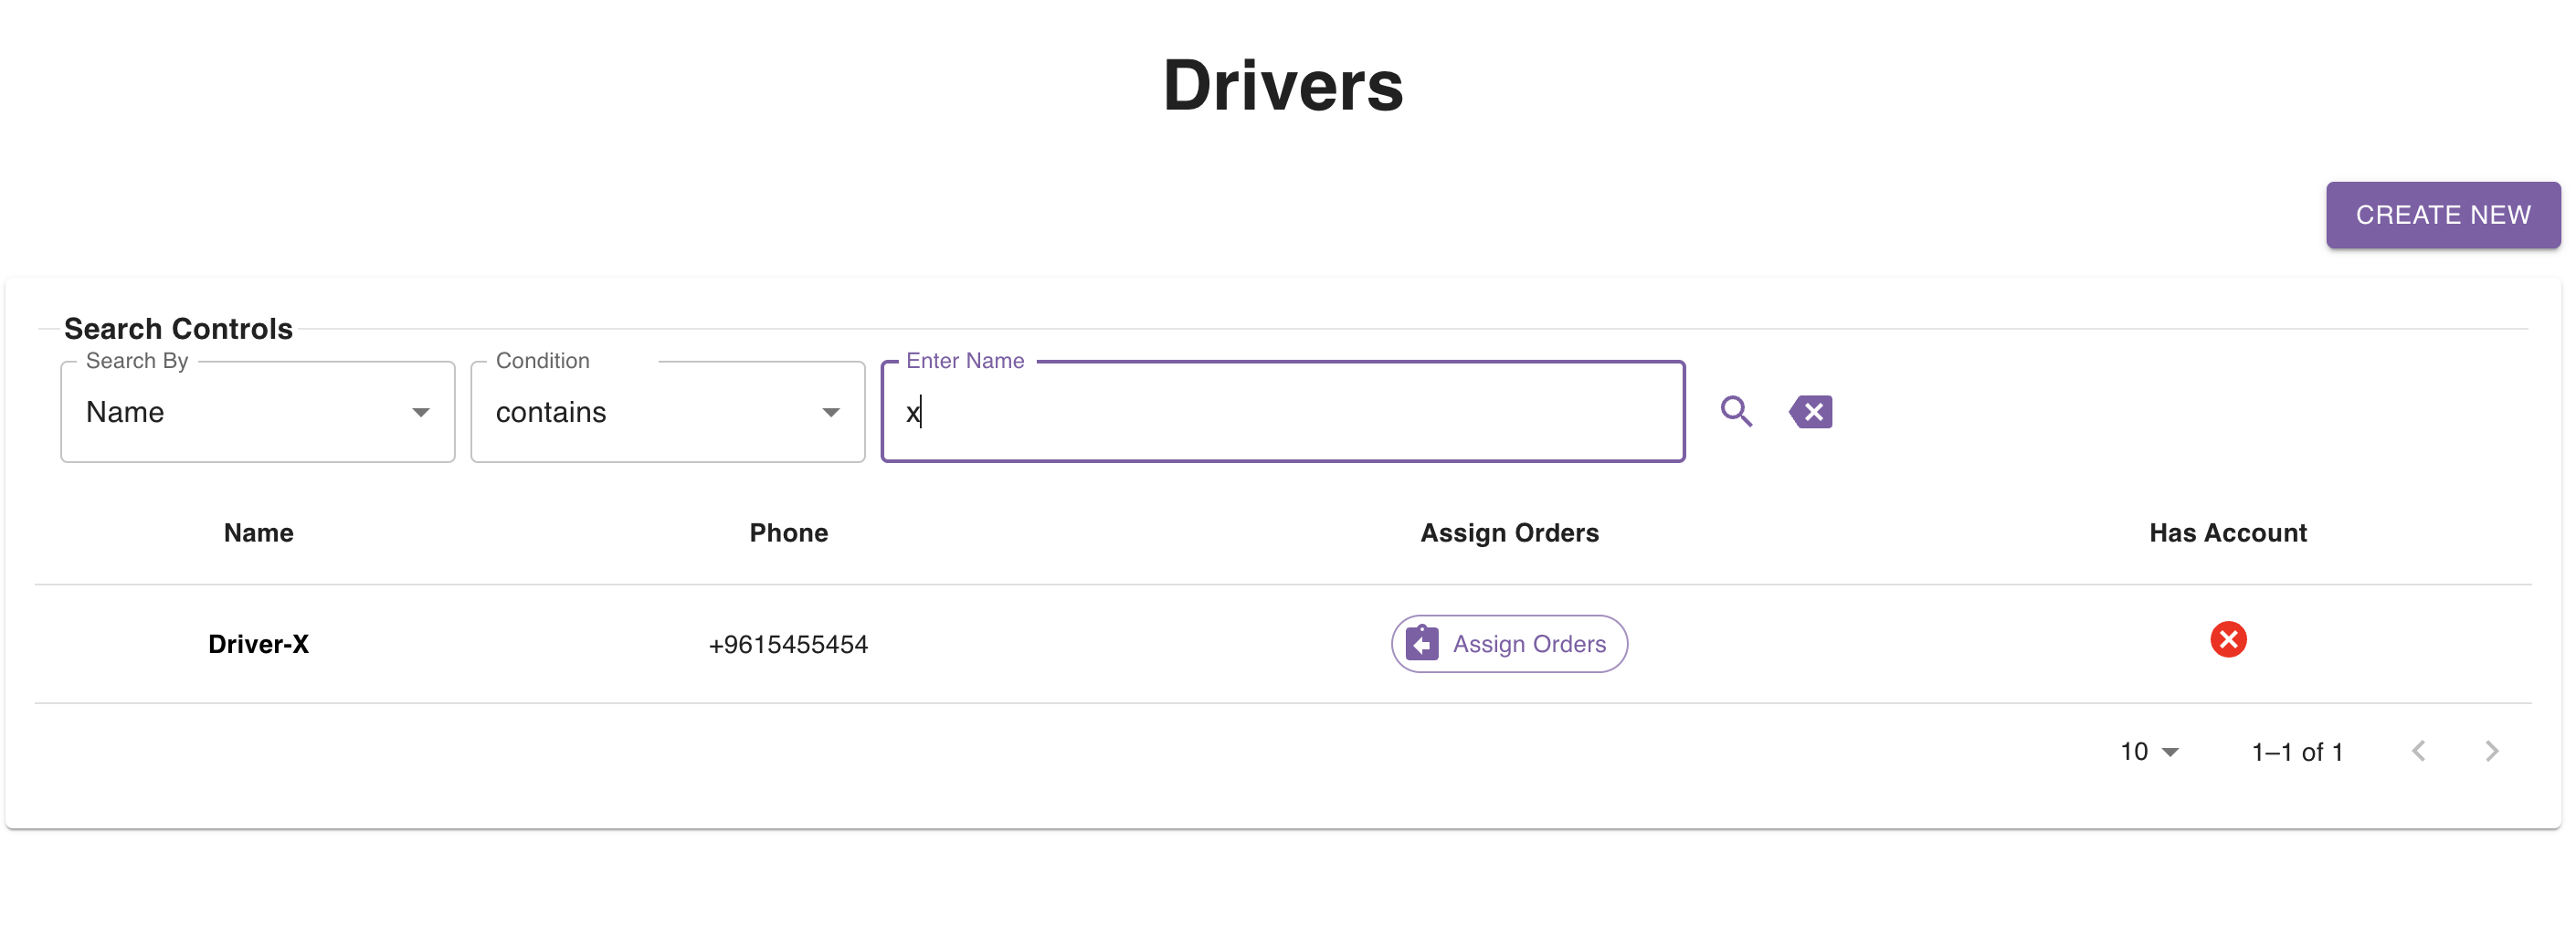 Drivers
CREATE NEW
Search Controls
Search By
Condition
Enter Name
Name
contains
x
Name Phone Assign Orders Has Account
Driver-X +9615455454 Assign Orders
10 1–1 of 1